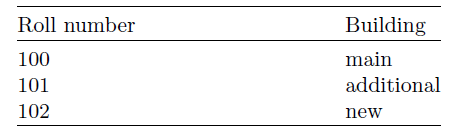 Roll number Building
100 main
101 additional
102 new